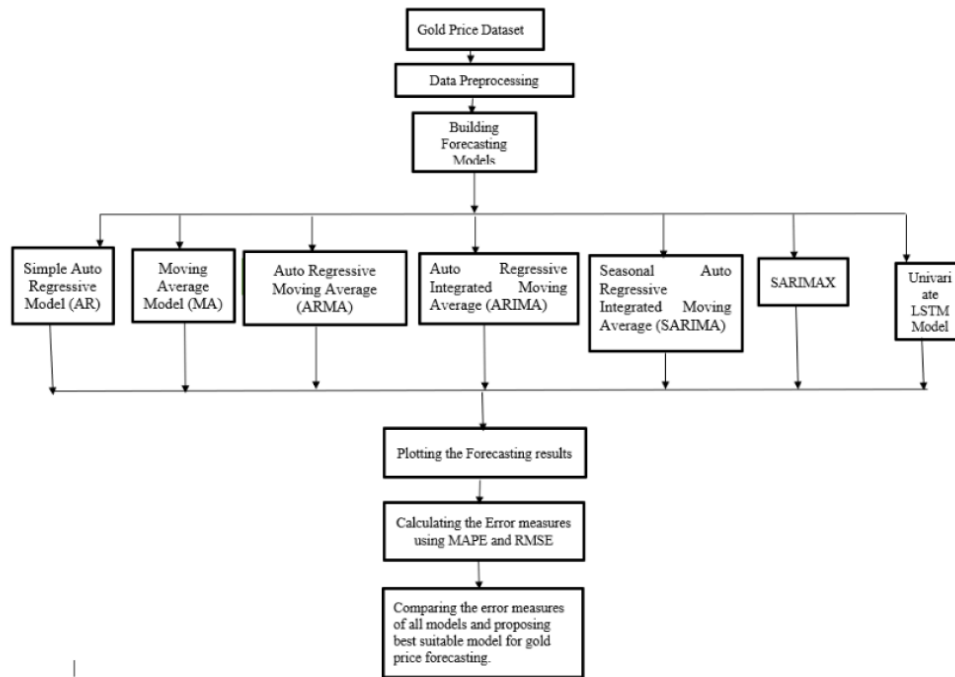 Gold Price Dataset
Data Preprocessing
Building
Forecasting
Models
Simple Auto
Regressive
Model (AR)
Moving
Average
Model (MA)
Auto Regressive
Moving Average
(ARMA)
Auto Regressive
Integrated Moving
Average (ARIMA)
Seasonal Auto
Regressive
Integrated Moving
Average (SARIMA)
SARIMAX
Univari
ate
LSTM
Model
Plotting the Forecasting results
Calculating the Error measures
using MAPE and RMSE
Comparing the error measures
of all models and proposing
best suitable model for gold
price forecasting.